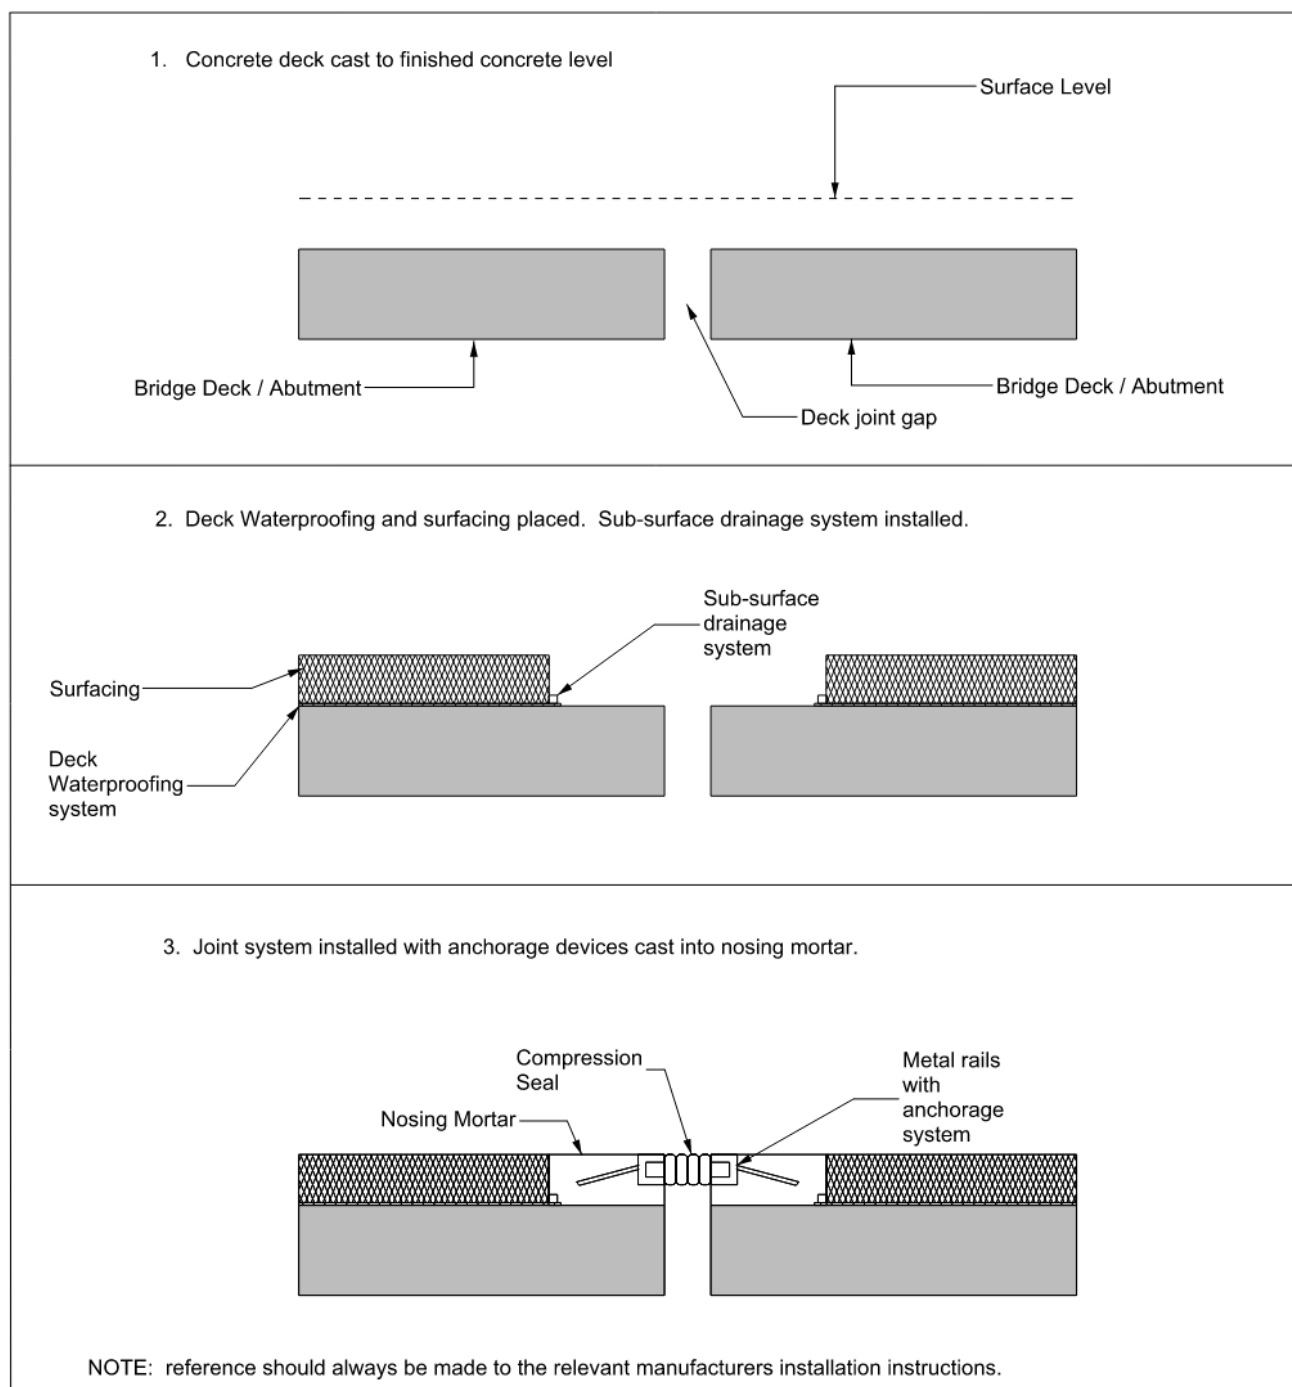 1. Concrete deck cast to finished concrete level
Surface Level
Bridge Deck / Abutment
Bridge Deck / Abutment
Deck joint gap
2. Deck Waterproofing and surfacing placed. Sub-surface drainage system installed.
Sub-surface
drainage
system
Surfacing
Deck
Waterproofing
system
3. Joint system installed with anchorage devices cast into nosing mortar.
Compression
Seal
Metal rails
with
anchorage
system
Nosing Mortar
NOTE: reference should always be made to the relevant manufacturers installation instructions.